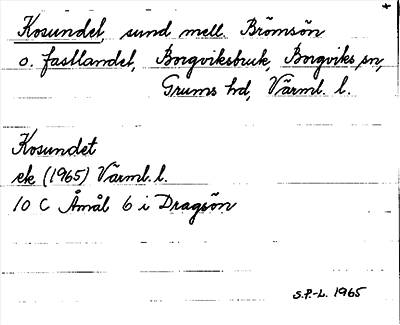 Kosundet, sund mell. Brömsön
o. fastlandet, Borgviksbruk, Borgviks sn,
Grums hd, Värml. l.
Kosundet
ek (1965) Värml. l.
10 C Åmål 6 i Dragsön
S.P.-L. 1965